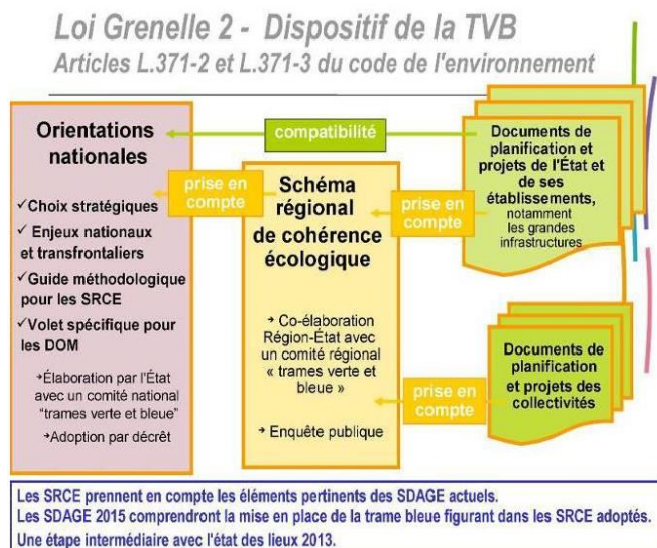 Loi Grenelle 2 - Dispositif de la TVB
Articles L.371-2 et L.371-3 du code de l'environnement
Orientations
nationales
✓Choix stratégiques
✓Enjeux nationaux
et transfrontaliers
✓Guide méthodologique
pour les SRCE
✓Volet spécifique pour
les DOM
→Élaboration par l'État
avec un comité national
"trames verte et bleue"
→Adoption par décrêt
compatibilité
prise en
compte
Schéma
régional
de cohérence
écologique
→ Co-élaboration
Région-État avec
un comité régional
« trames verte et
bleue »
→ Enquête publique
prise en
compte
Documents de
planification et
projets de l'État et
de ses
établissements,
notamment
les grandes
infrastructures
prise en
compte
Documents de
planification
et projets des
collectivités
Les SRCE prennent en compte les éléments pertinents des SDAGE actuels.
Les SDAGE 2015 comprendront la mise en place de la trame bleue figurant dans les SRCE adoptés.
Une étape intermédiaire avec l'état des lieux 2013.